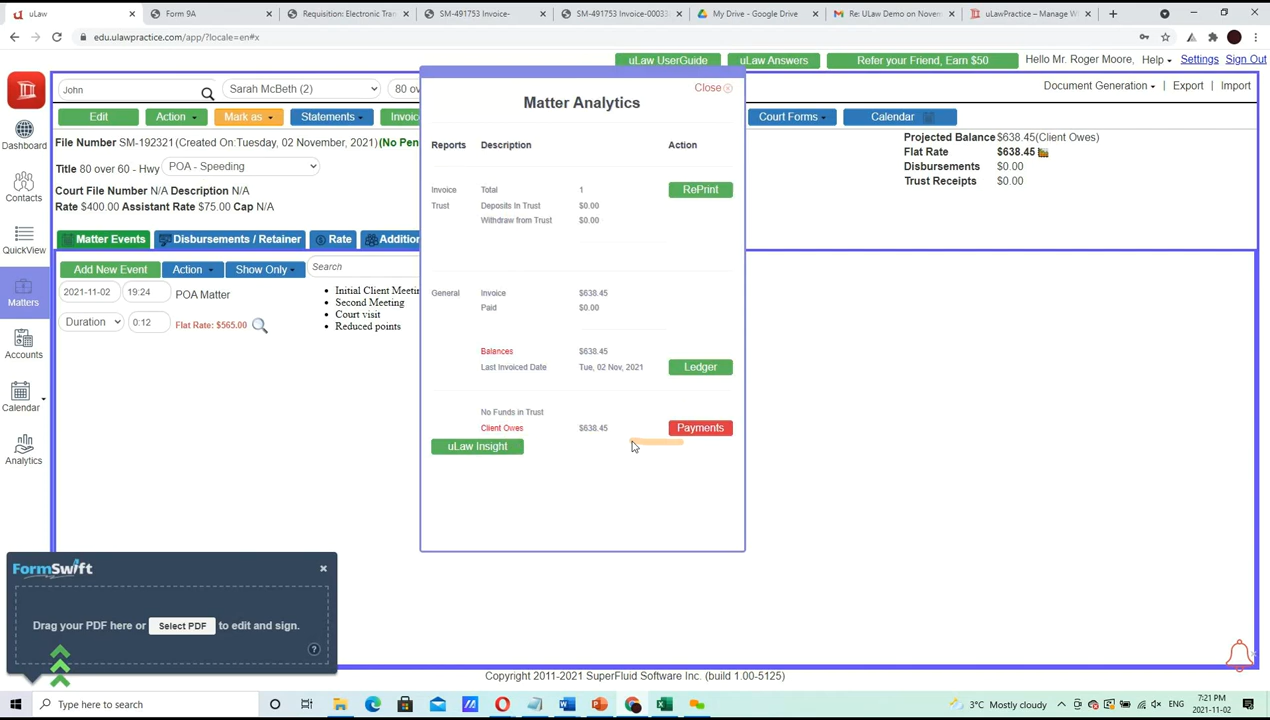 uLaw
Form 9A
Requisition: Electronic Tran
SM-491753 Invoice-
SM-491753 Invoice-00033
My Drive - Google Drive
Re: ULaw Demo on Novem
uLawPractice – Manage W
edu.ulawpractice.com/app/?locale=en#x
uLaw UserGuide
uLaw Answers
Refer your Friend, Earn $50
Hello Mr. Roger Moore,
Help
Settings
Sign Out
John
Sarah McBeth (2)
80 ove
Document Generation
Export
Import
Edit
Action
Mark as
Statements
Invoic
Court Forms
Calendar
Dashboard
Contacts
QuickView
Matters
Accounts
Calendar
Analytics
File Number SM-192321 (Created On:Tuesday, 02 November, 2021) (No Pen
Title 80 over 60 - Hwy
POA - Speeding
Court File Number N/A Description N/A
Rate $400.00 Assistant Rate $75.00 Cap N/A
Projected Balance $638.45(Client Owes)
Flat Rate $638.45
Disbursements $0.00
Trust Receipts $0.00
Matter Events
Disbursements / Retainer
Rate
Addition
Add New Event
Action
Show Only
Search
2021-11-02
19:24
POA Matter
Duration
0:12
Flat Rate: $565.00
Initial Client Meetin
Second Meeting
Court visit
Reduced points
Close
Matter Analytics
Reports Description Action
Invoice Total 1 RePrint
Trust Deposits In Trust $0.00
Withdraw from Trust $0.00
General Invoice $638.45
Paid $0.00
Balances $638.45
Last Invoiced Date Tue, 02 Nov, 2021 Ledger
No Funds in Trust
Client Owes $638.45 Payments
uLaw Insight
FormSwift
Drag your PDF here or Select PDF to edit and sign.
?
Copyright 2011-2021 SuperFluid Software Inc. (build 1.00-5125)
Type here to search
3°C Mostly cloudy
ENG
7:21 PM
2021-11-02